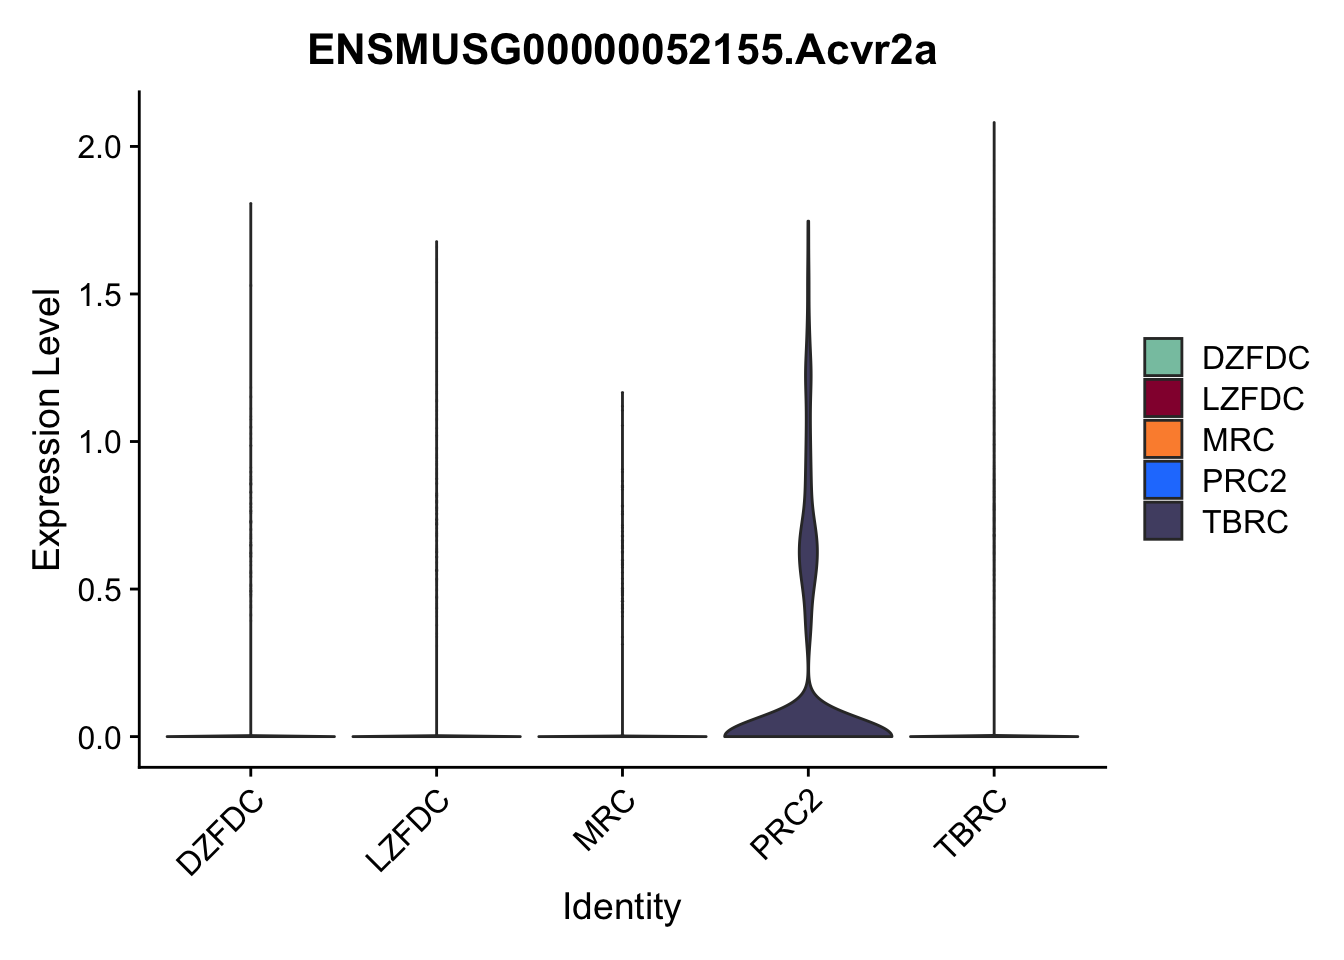 ENSMUSG00000052155.Acvr2a
Expression Level
2.0
1.5
1.0
0.5
0.0
DZFDC
LZFDC
MRC
PRC2
TBRC
Identity
DZFDC
LZFDC
MRC
PRC2
TBRC